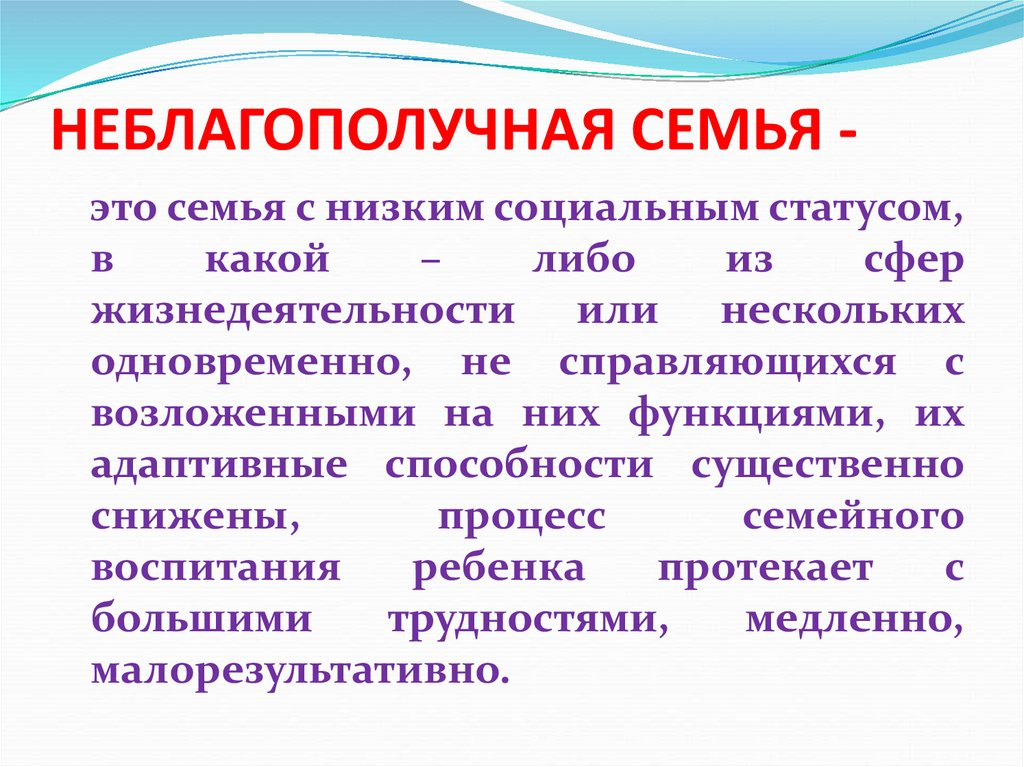 НЕБЛАГОПОЛУЧНАЯ СЕМЬЯ -
это семья с низким социальным статусом,
в какой – либо из сфер
жизнедеятельности или нескольких
одновременно, не справляющихся с
возложенными на них функциями, их
адаптивные способности существенно
снижены, процесс семейного
воспитания ребенка протекает с
большими трудностями, медленно,
малорезультативно.